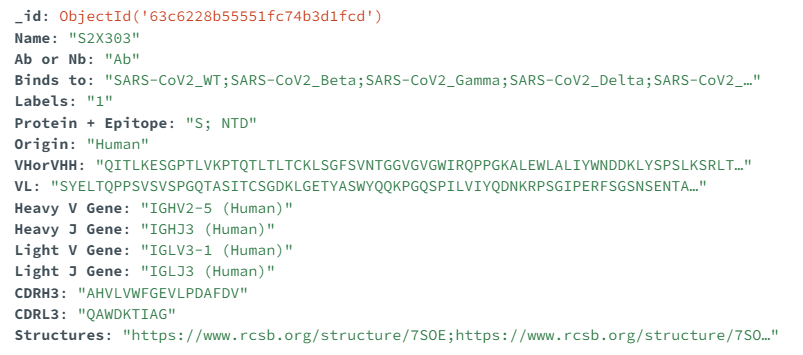 _id: ObjectId('63c6228b55551fc74b3d1fcd')
Name: "S2X303"
Ab or Nb: "Ab"
Binds to: "SARS-CoV2_WT;SARS-CoV2_Beta;SARS-CoV2_Gamma;SARS-CoV2_Delta;SARS-CoV2_…"
Labels: "1"
Protein + Epitope: "S; NTD"
Origin: "Human"
VHorVHH: "QITLKESGPTLVKPTQTLTLTCKLSGFSVNTGGVGVGWIRQPPGKALEWLALIYWNDDKLYSPSLKSRLT…"
VL: "SYELTQPPSVSVSPGQTASITCSGDKLGETYASWYQQKPGQSPILVIYQDNKRPSGIPERFSGSNSENTA…"
Heavy V Gene: "IGHV2-5 (Human)"
Heavy J Gene: "IGHJ3 (Human)"
Light V Gene: "IGLV3-1 (Human)"
Light J Gene: "IGLJ3 (Human)"
CDRH3: "AHVLVWFGEVLPDAFDV"
CDRL3: "QAWDKTIAG"
Structures: "https://www.rcsb.org/structure/7SOE;https://www.rcsb.org/structure/7SO…"